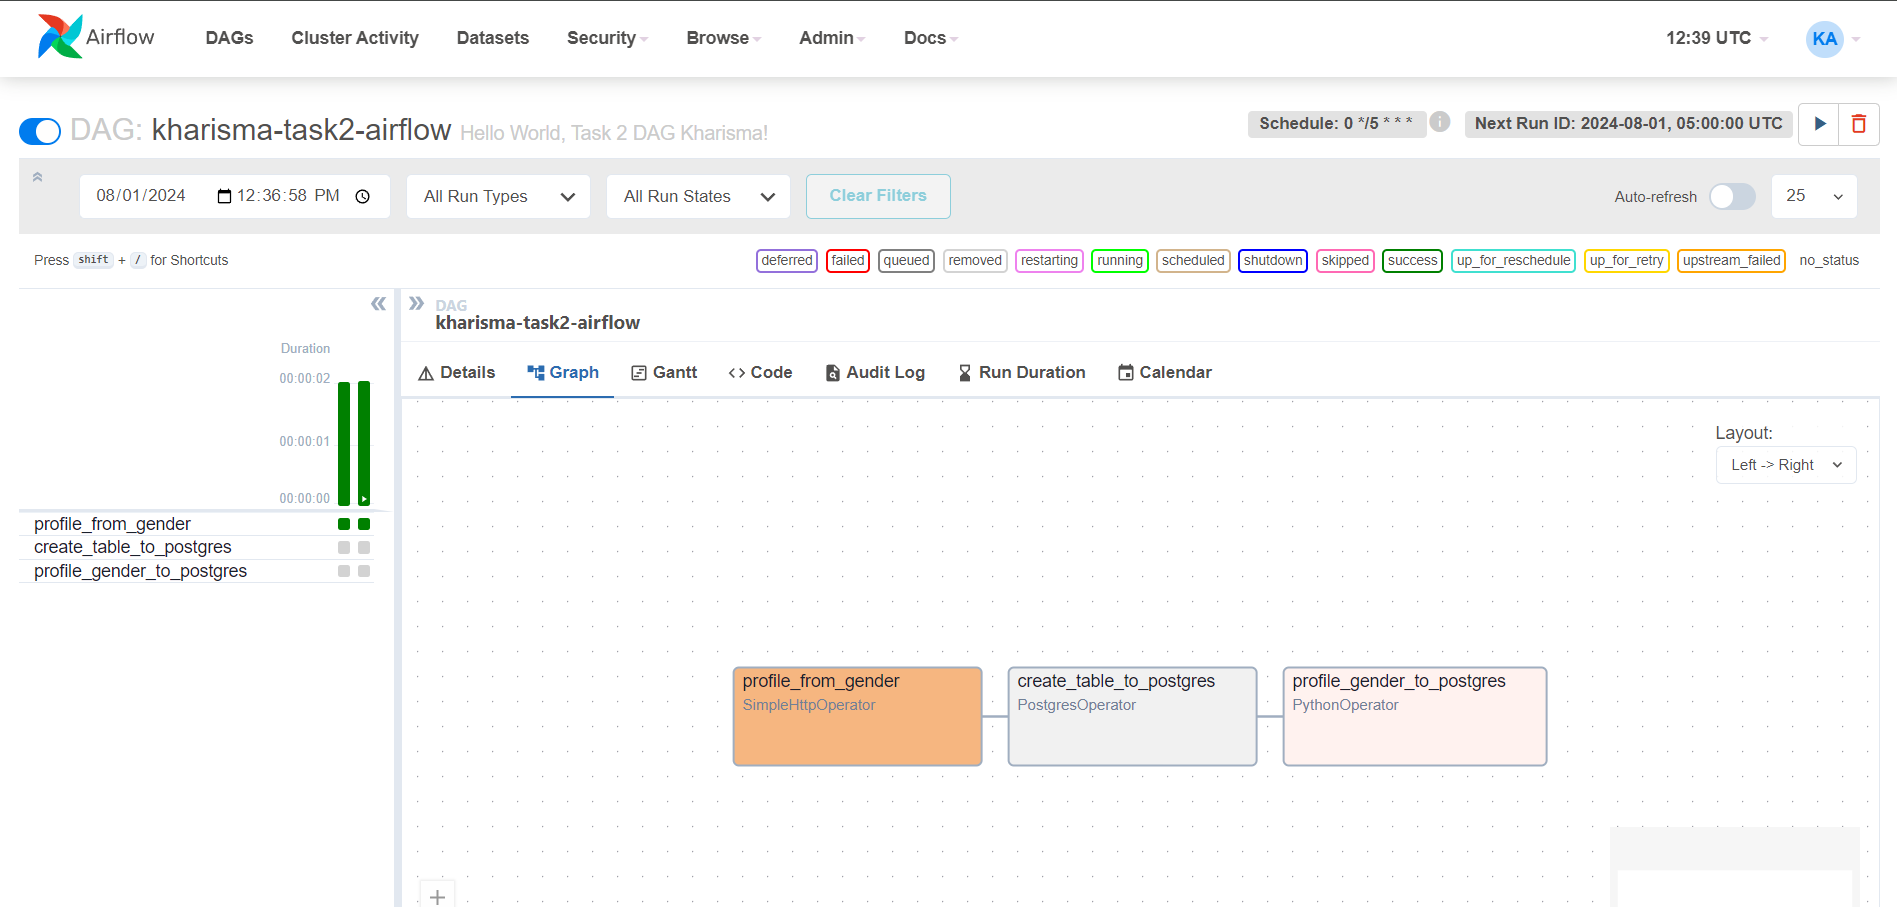 Airflow DAGs Cluster Activity Datasets Security Browse Admin Docs 12:39 UTC KA
DAG: kharisma-task2-airflow Hello World, Task 2 DAG Kharisma! Schedule: 0 */5 * * * i Next Run ID: 2024-08-01, 05:00:00 UTC
08/01/2024 12:36:58 PM All Run Types All Run States Clear Filters Auto-refresh 25
Press shift + / for Shortcuts deferred failed queued removed restarting running scheduled shutdown skipped success up_for_reschedule up_for_retry upstream_failed no_status
DAG
kharisma-task2-airflow
Duration
00:00:02
00:00:01
00:00:00
profile_from_gender
create_table_to_postgres
profile_gender_to_postgres
Details Graph Gantt <> Code Audit Log Run Duration Calendar
Layout:
Left -> Right
profile_from_gender
SimpleHttpOperator
create_table_to_postgres
PostgresOperator
profile_gender_to_postgres
PythonOperator
+